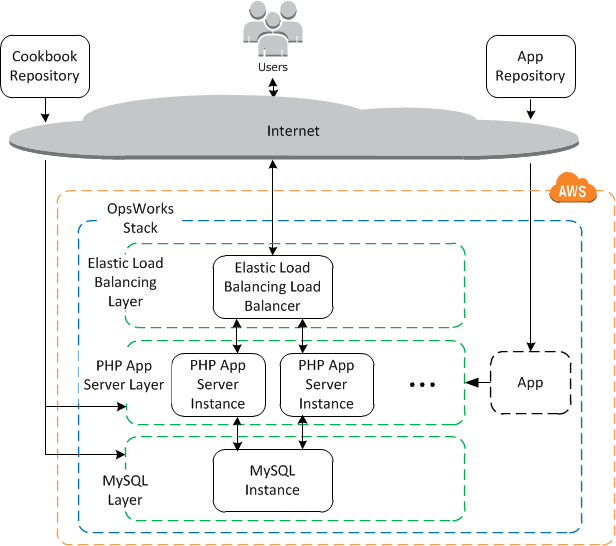 Cookbook
Repository
Users
App
Repository
Internet
AWS
OpsWorks
Stack
Elastic Load
Balancing
Layer
Elastic Load
Balancing Load
Balancer
PHP App
Server Layer
PHP App
Server
Instance
PHP App
Server
Instance
...
App
MySQL
Layer
MySQL
Instance